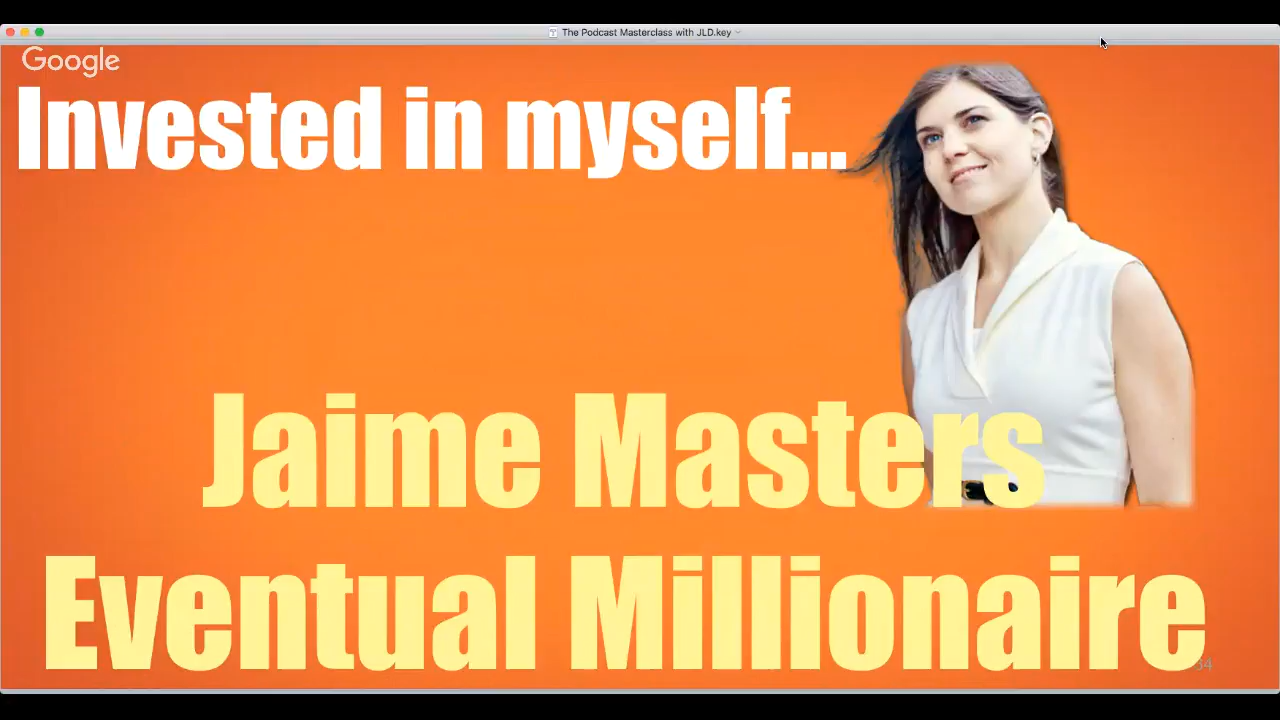 The Podcast Masterclass with JLD.key
Google
Invested in myself...
Jaime Masters
Eventual Millionaire
34